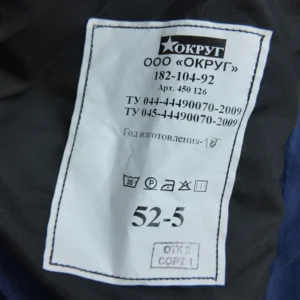 ★ОКРУГ
ООО «ОКРУГ»
182-104-92
Арт. 450 126
ТУ 044-44490070-2009
ТУ 045-44490070-2009
Год изготовления-
52-5
ОТК 2
СОРТ 1